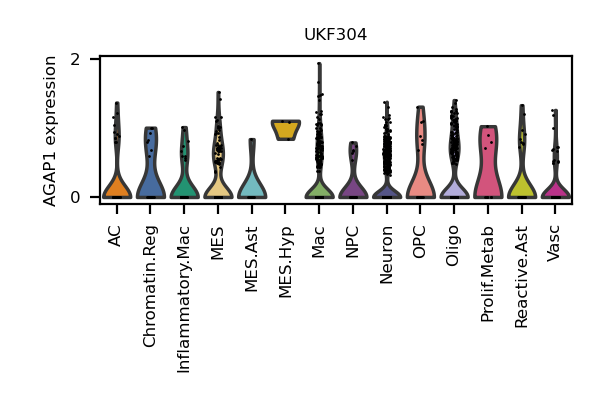 UKF304
AGAP1 expression
2
0
AC
Chromatin.Reg
Inflammatory.Mac
MES
MES.Ast
MES.Hyp
Mac
NPC
Neuron
OPC
Oligo
Prolif.Metab
Reactive.Ast
Vasc